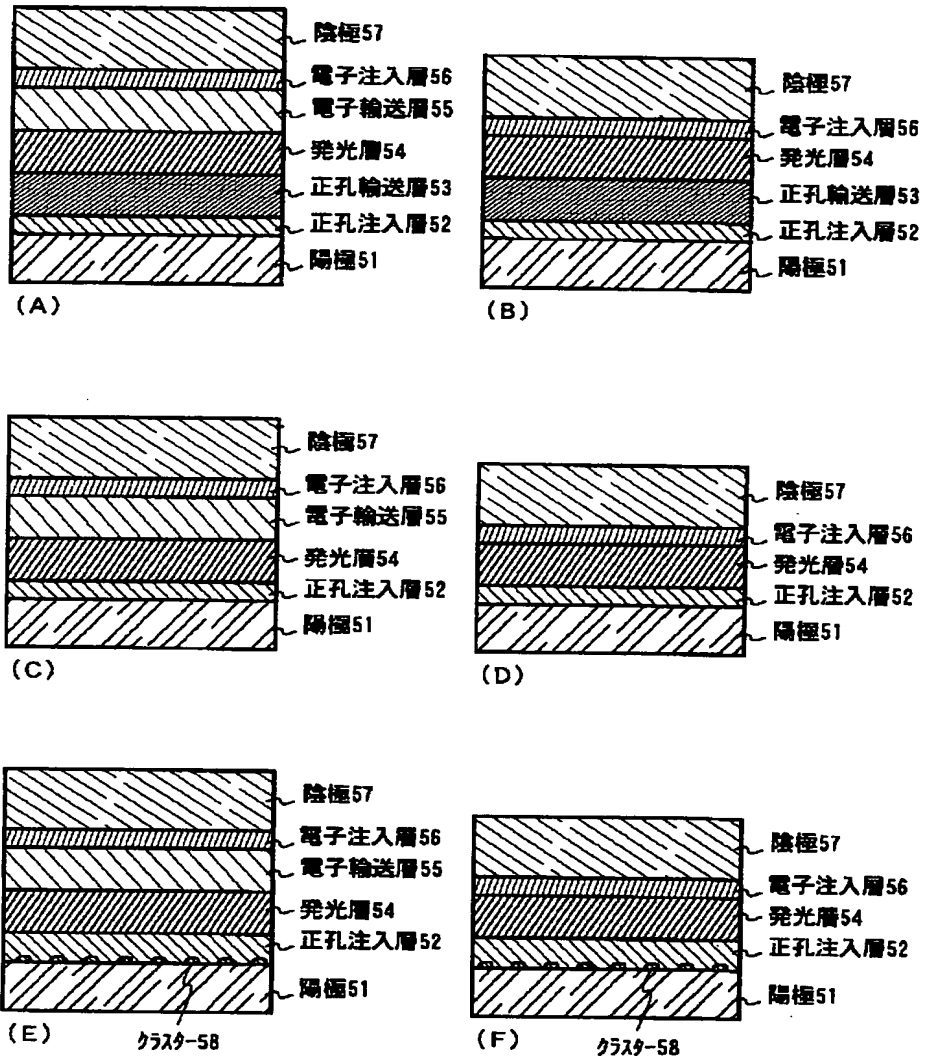 陰極57
電子注入層56
電子輸送層55
発光層54
正孔輸送層53
正孔注入層52
陽極51
(A)
陰極57
電子注入層56
発光層54
正孔輸送層53
正孔注入層52
陽極51
(B)
陰極57
電子注入層56
電子輸送層55
発光層54
正孔注入層52
陽極51
(C)
陰極57
電子注入層56
発光層54
正孔注入層52
陽極51
(D)
陰極57
電子注入層56
電子輸送層55
発光層54
正孔注入層52
陽極51
(E)
クラスター58
陰極57
電子注入層56
発光層54
正孔注入層52
陽極51
(F)
クラスター58